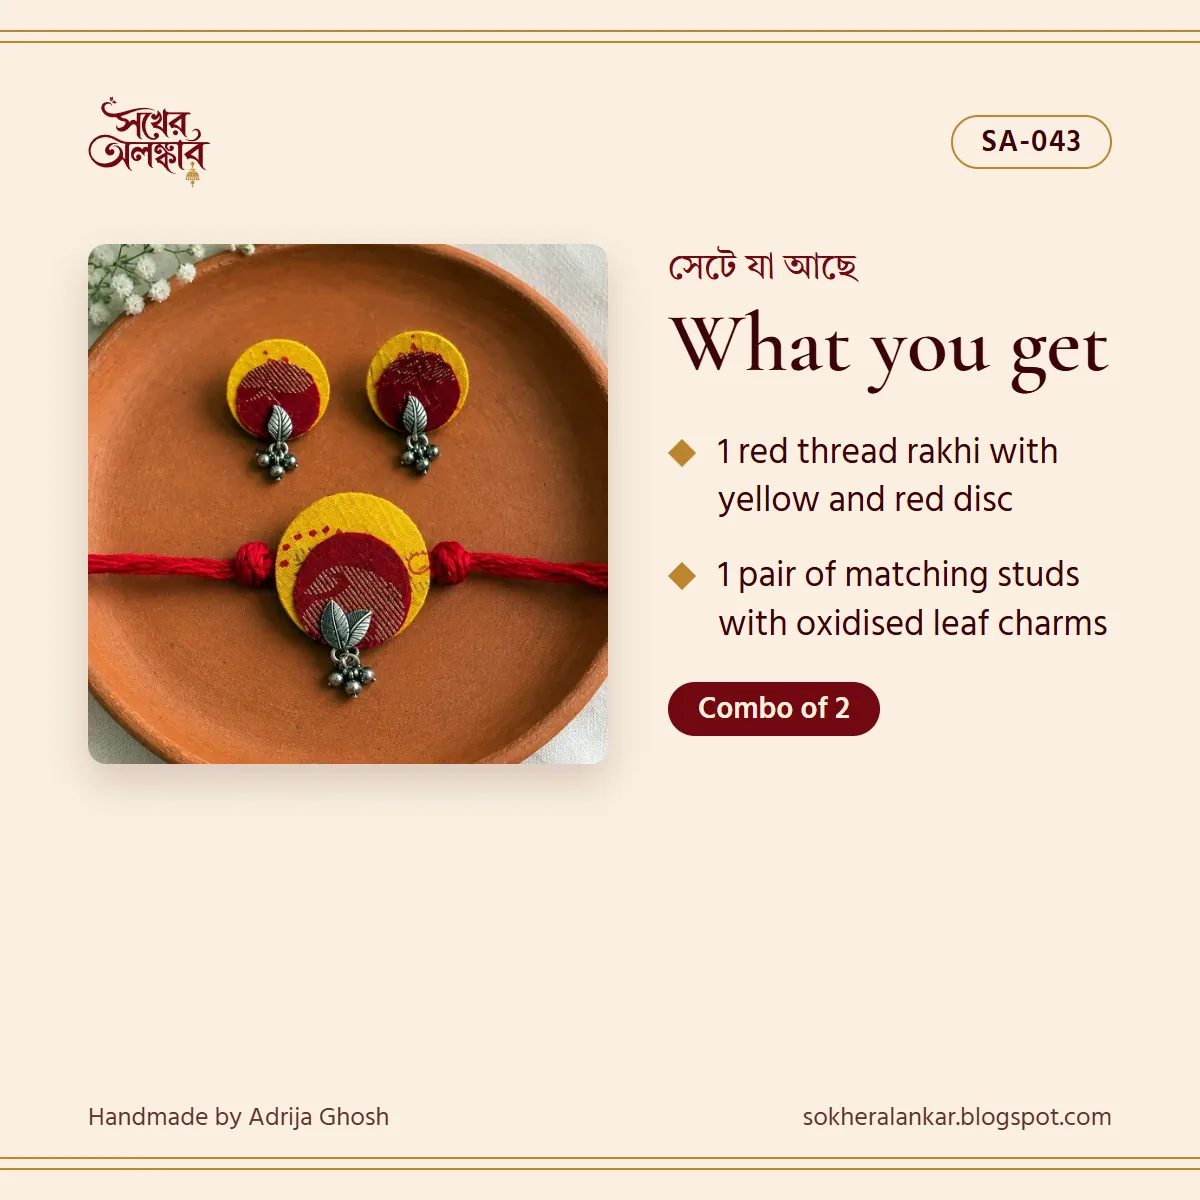 সখের
অলঙ্কার
SA-043
সেটে যা আছে
What you get
1 red thread rakhi with
yellow and red disc
1 pair of matching studs
with oxidised leaf charms
Combo of 2
Handmade by Adrija Ghosh
sokheralankar.blogspot.com